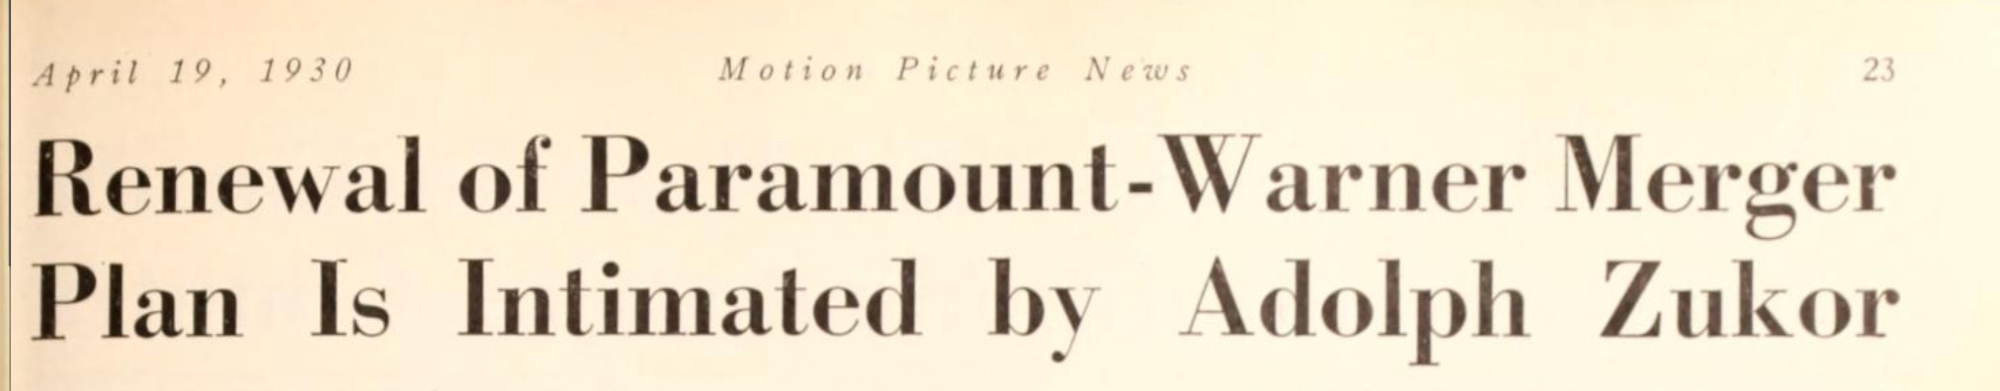 April 19, 1930 Motion Picture News 23
Renewal of Paramount-Warner Merger
Plan Is Intimated by Adolph Zukor